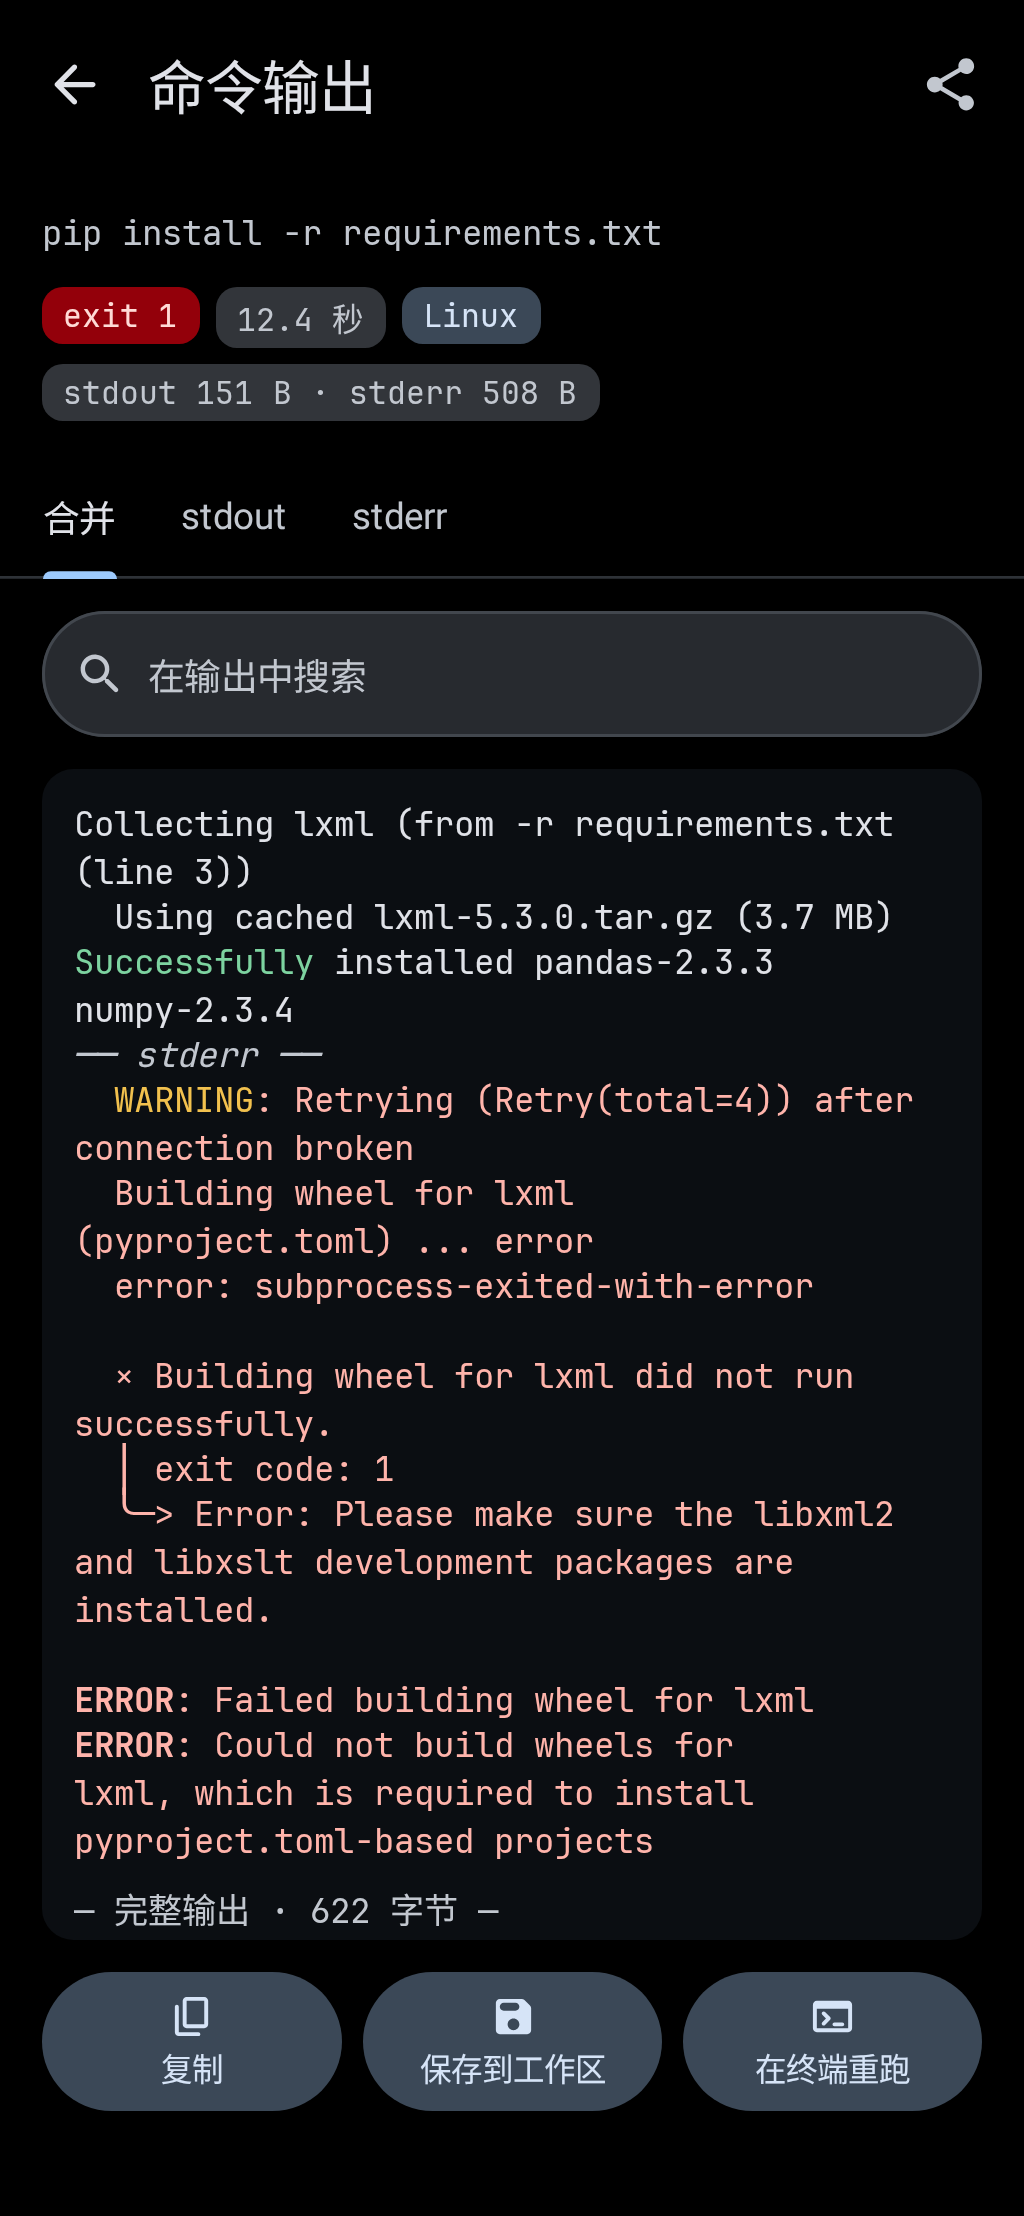 命令输出
pip install -r requirements.txt
exit 1
12.4 秒
Linux
stdout 151 B · stderr 508 B
合并
stdout
stderr
在输出中搜索
Collecting lxml (from -r requirements.txt
(line 3))
  Using cached lxml-5.3.0.tar.gz (3.7 MB)
Successfully installed pandas-2.3.3
numpy-2.3.4
── stderr ──
  WARNING: Retrying (Retry(total=4)) after
connection broken
  Building wheel for lxml
(pyproject.toml) ... error
  error: subprocess-exited-with-error

  × Building wheel for lxml did not run
successfully.
  │ exit code: 1
  ╰─> Error: Please make sure the libxml2
and libxslt development packages are
installed.

ERROR: Failed building wheel for lxml
ERROR: Could not build wheels for
lxml, which is required to install
pyproject.toml-based projects
— 完整输出 · 622 字节 —
复制
保存到工作区
在终端重跑